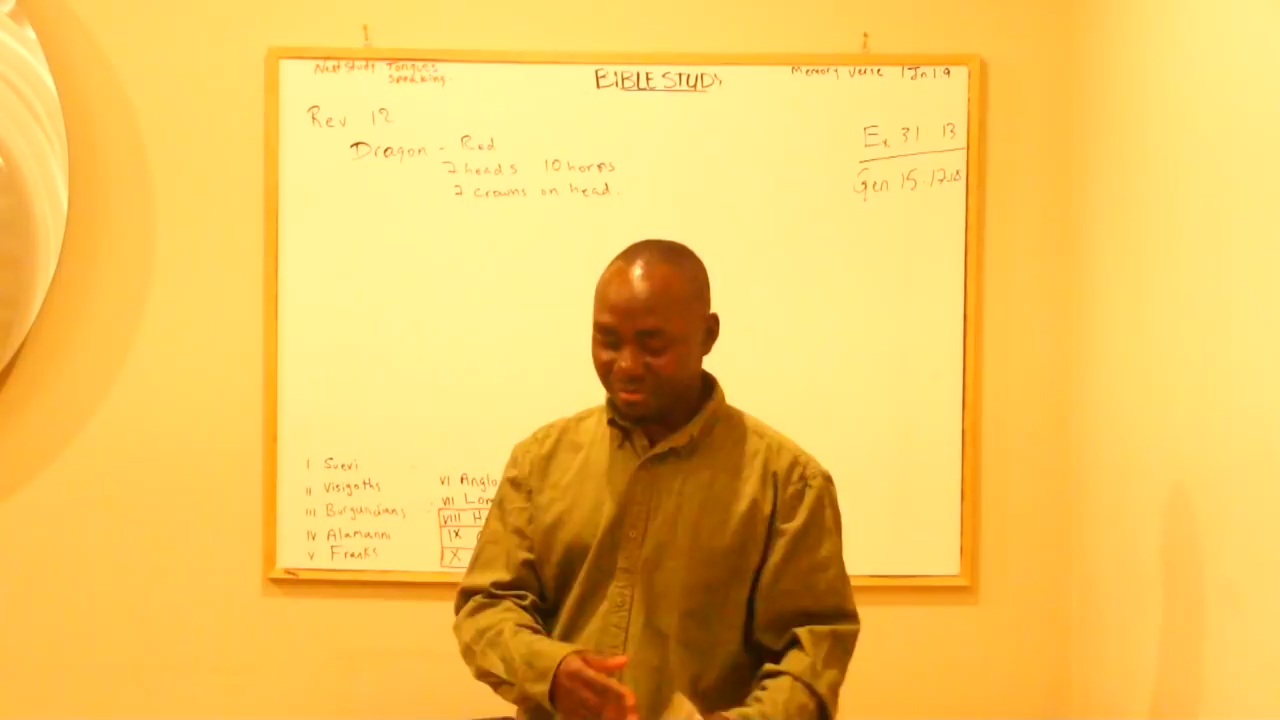 Next Study Tongues
Speaking.
BIBLE STUDY
Memory Verse 1 Jn 1:9
Rev 12
Dragon - Red
7 heads 10 horns
7 crowns on head.
Ex 31 13
Gen 15:17,18
I Suevi
II Visigoths
III Burgundians
IV Alamanni
V Franks
VI Anglo
VII Lom
VIII H
IX
X